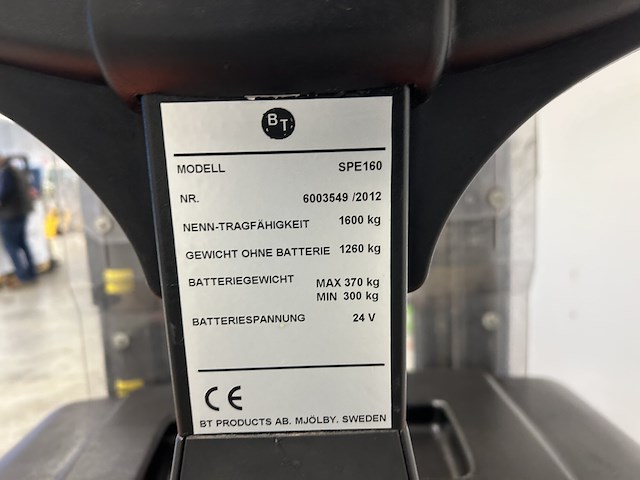 BT
MODELL SPE160
NR. 6003549 /2012
NENN-TRAGFÄHIGKEIT 1600 kg
GEWICHT OHNE BATTERIE 1260 kg
BATTERIEGEWICHT MAX 370 kg
MIN 300 kg
BATTERIESPANNUNG 24 V
CE
BT PRODUCTS AB. MJÖLBY. SWEDEN